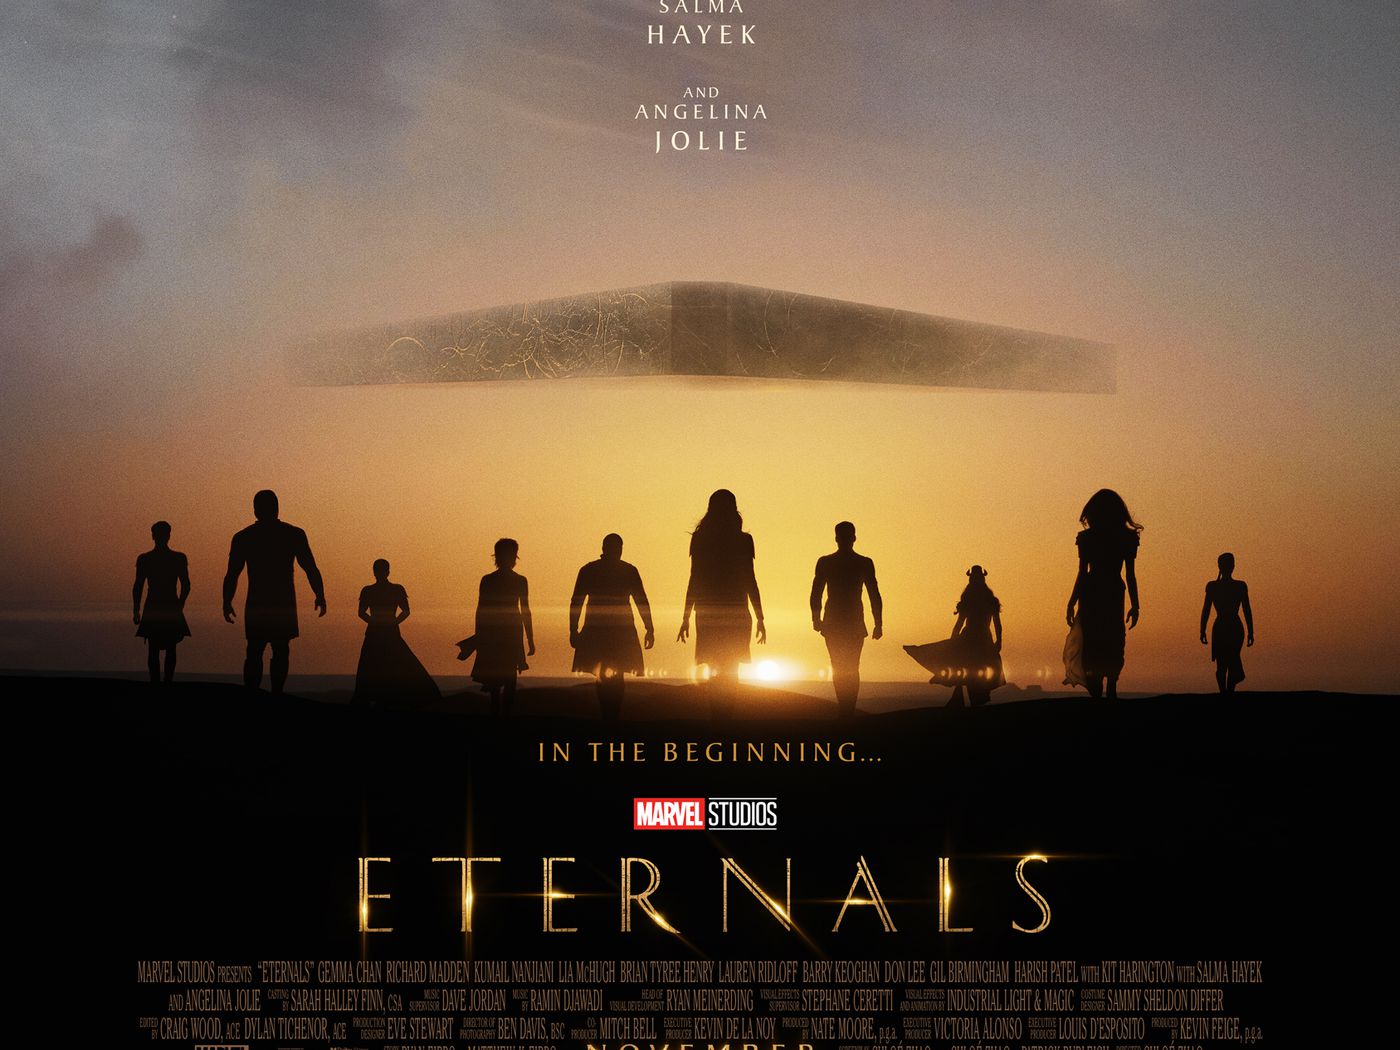 SALMA
HAYEK
AND
ANGELINA
JOLIE
IN THE BEGINNING...
MARVEL STUDIOS
ETERNALS
MARVEL STUDIOS PRESENTS "ETERNALS" GEMMA CHAN RICHARD MADDEN KUMAIL NANJIANI LIA McHUGH BRIAN TYREE HENRY LAUREN RIDLOFF BARRY KEOGHAN DON LEE GIL BIRMINGHAM HARISH PATEL WITH KIT HARINGTON WITH SALMA HAYEK
AND ANGELINA JOLIE CASTING BY SARAH HALLEY FINN, CSA MUSIC SUPERVISOR DAVE JORDAN MUSIC BY RAMIN DJAWADI HEAD OF VISUAL DEVELOPMENT RYAN MEINERDING VISUAL EFFECTS SUPERVISOR STEPHANE CERETTI VISUAL EFFECTS AND ANIMATION BY INDUSTRIAL LIGHT & MAGIC COSTUME DESIGNER SAMMY SHELDON DIFFER
EDITED BY CRAIG WOOD, ACE DYLAN TICHENOR, ACE PRODUCTION DESIGNER EVE STEWART DIRECTOR OF PHOTOGRAPHY BEN DAVIS, BSC CO-PRODUCER MITCH BELL EXECUTIVE PRODUCER KEVIN DE LA NOY PRODUCED BY NATE MOORE, p.g.a. EXECUTIVE PRODUCER VICTORIA ALONSO EXECUTIVE PRODUCER LOUIS D'ESPOSITO PRODUCED BY KEVIN FEIGE, p.g.a.
NOVEMBER